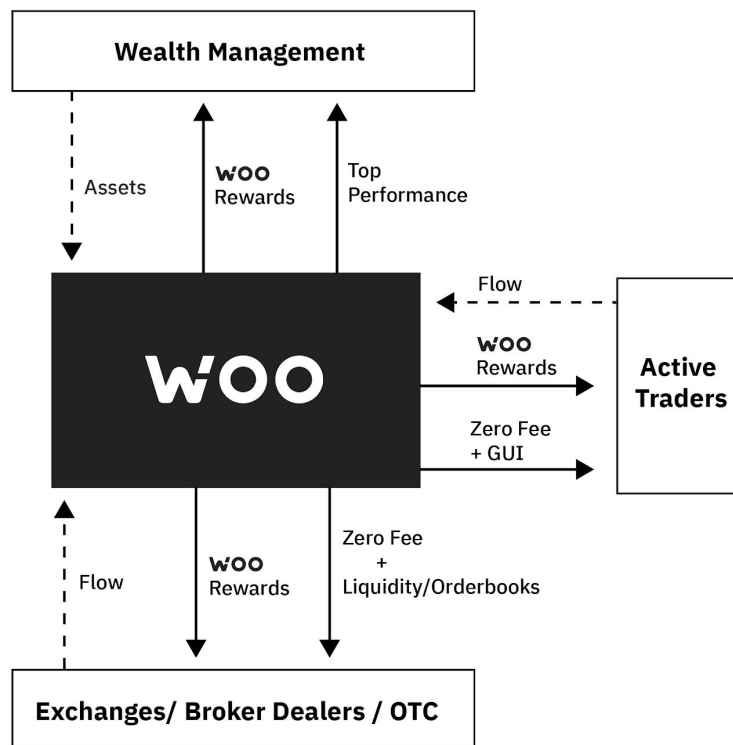 Wealth Management
Assets
WOO
Rewards
Top
Performance
Flow
WOO
WOO
Rewards
Active
Traders
Zero Fee
+ GUI
Flow
WOO
Rewards
Zero Fee
+
Liquidity/Orderbooks
Exchanges/ Broker Dealers / OTC